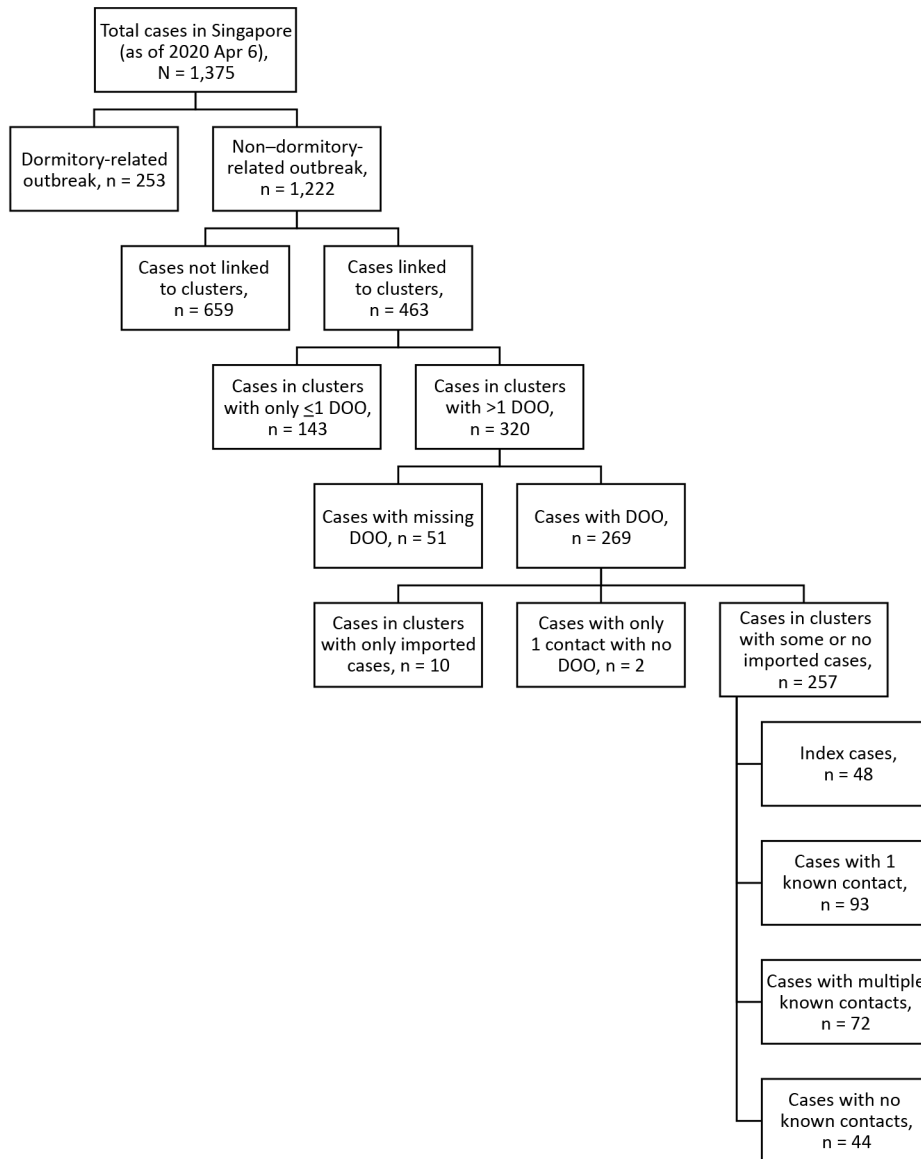 Total cases in Singapore
(as of 2020 Apr 6),
N = 1,375
Dormitory-related
outbreak, n = 253
Non–dormitory-
related outbreak,
n = 1,222
Cases not linked
to clusters,
n = 659
Cases linked
to clusters,
n = 463
Cases in clusters
with only ≤1 DOO,
n = 143
Cases in clusters
with >1 DOO,
n = 320
Cases with missing
DOO, n = 51
Cases with DOO,
n = 269
Cases in clusters
with only imported
cases, n = 10
Cases with only
1 contact with no
DOO, n = 2
Cases in clusters
with some or no
imported cases,
n = 257
Index cases,
n = 48
Cases with 1
known contact,
n = 93
Cases with multiple
known contacts,
n = 72
Cases with no
known contacts,
n = 44